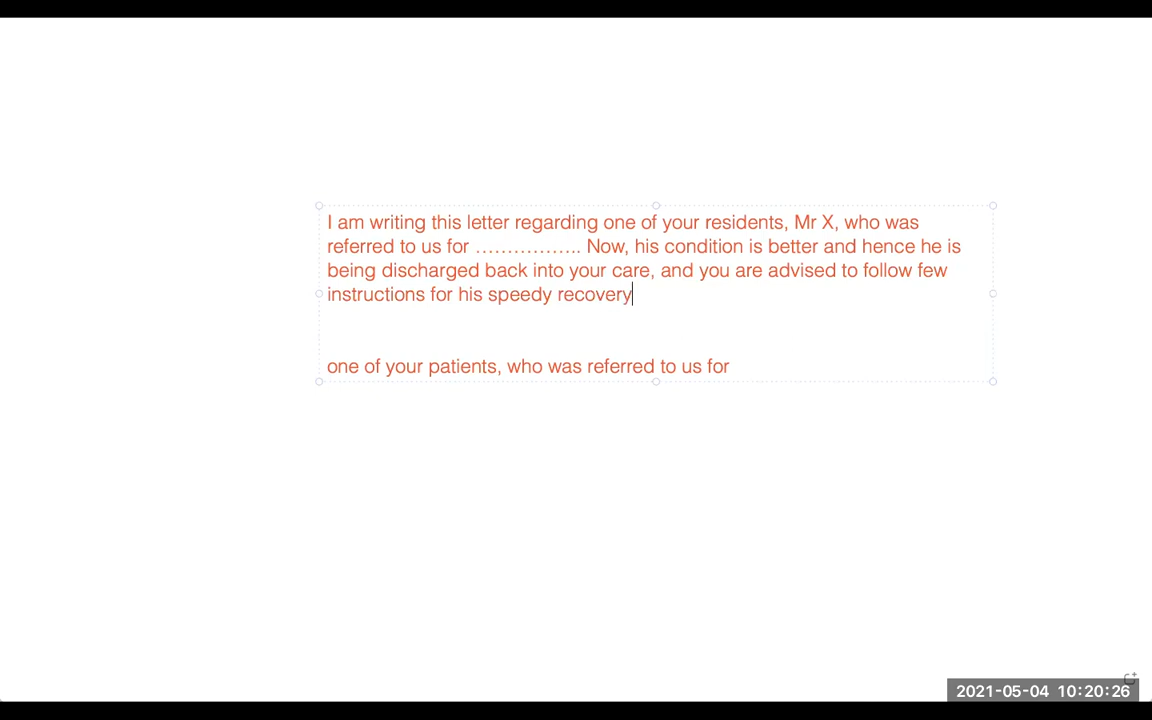 I am writing this letter regarding one of your residents, Mr X, who was
referred to us for …………….. Now, his condition is better and hence he is
being discharged back into your care, and you are advised to follow few
instructions for his speedy recovery
one of your patients, who was referred to us for
2021-05-04 10:20:26